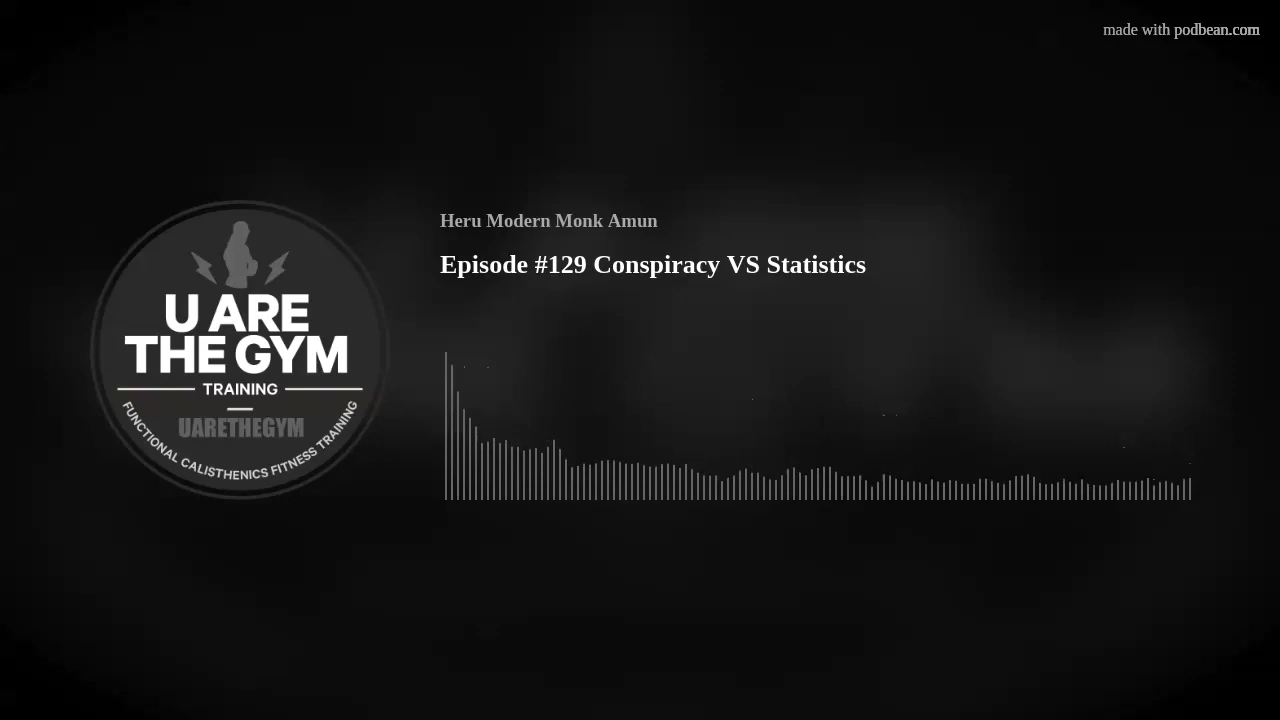 made with podbean.com
Heru Modern Monk Amun
Episode #129 Conspiracy VS Statistics
U ARE
THE GYM
TRAINING
UARETHEGYM
FUNCTIONAL CALISTHENICS FITNESS TRAINING